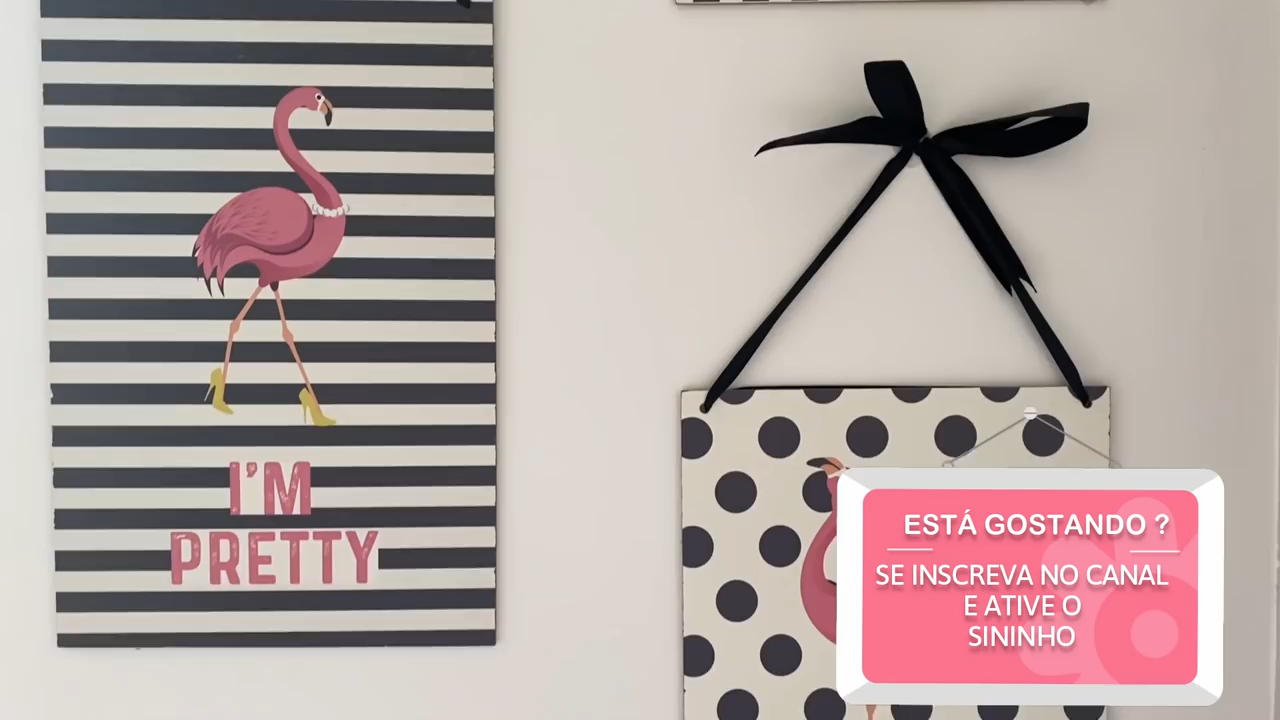 I'M
PRETTY
ESTÁ GOSTANDO ?
SE INSCREVA NO CANAL
E ATIVE O
SININHO